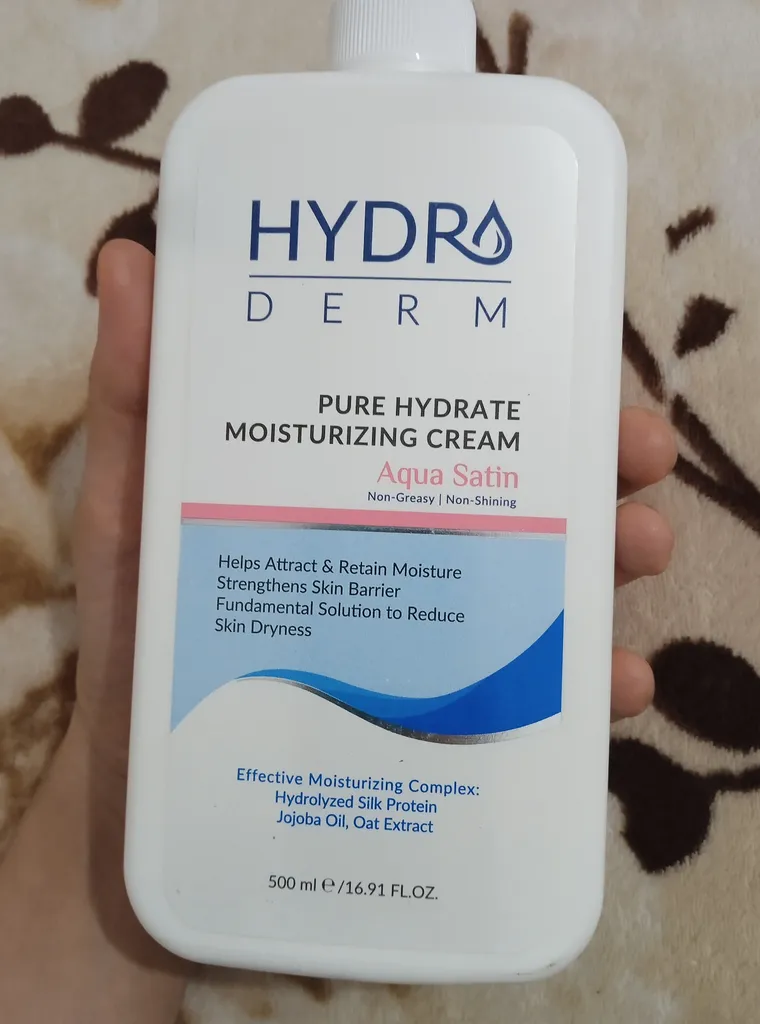 HYDRO
DERM
PURE HYDRATE
MOISTURIZING CREAM
Aqua Satin
Non-Greasy | Non-Shining
Helps Attract & Retain Moisture
Strengthens Skin Barrier
Fundamental Solution to Reduce
Skin Dryness
Effective Moisturizing Complex:
Hydrolyzed Silk Protein
Jojoba Oil, Oat Extract
500 ml ℮ /16.91 FL.OZ.